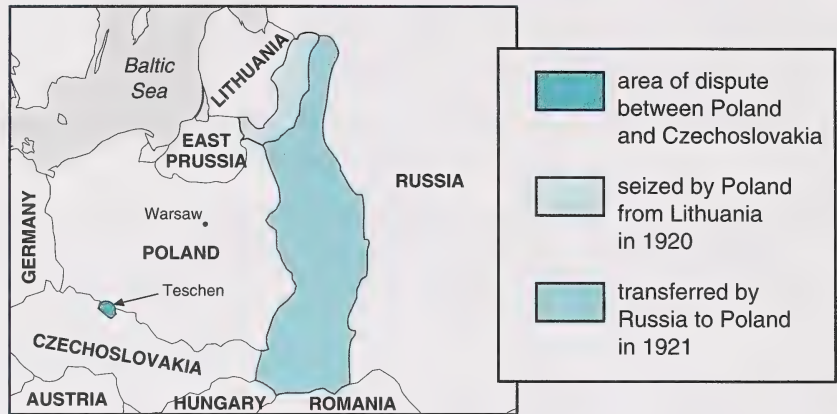 Baltic
Sea
LITHUANIA
EAST
PRUSSIA
RUSSIA
GERMANY
Warsaw
POLAND
Teschen
CZECHOSLOVAKIA
AUSTRIA
HUNGARY
ROMANIA
area of dispute
between Poland
and Czechoslovakia
seized by Poland
from Lithuania
in 1920
transferred by
Russia to Poland
in 1921